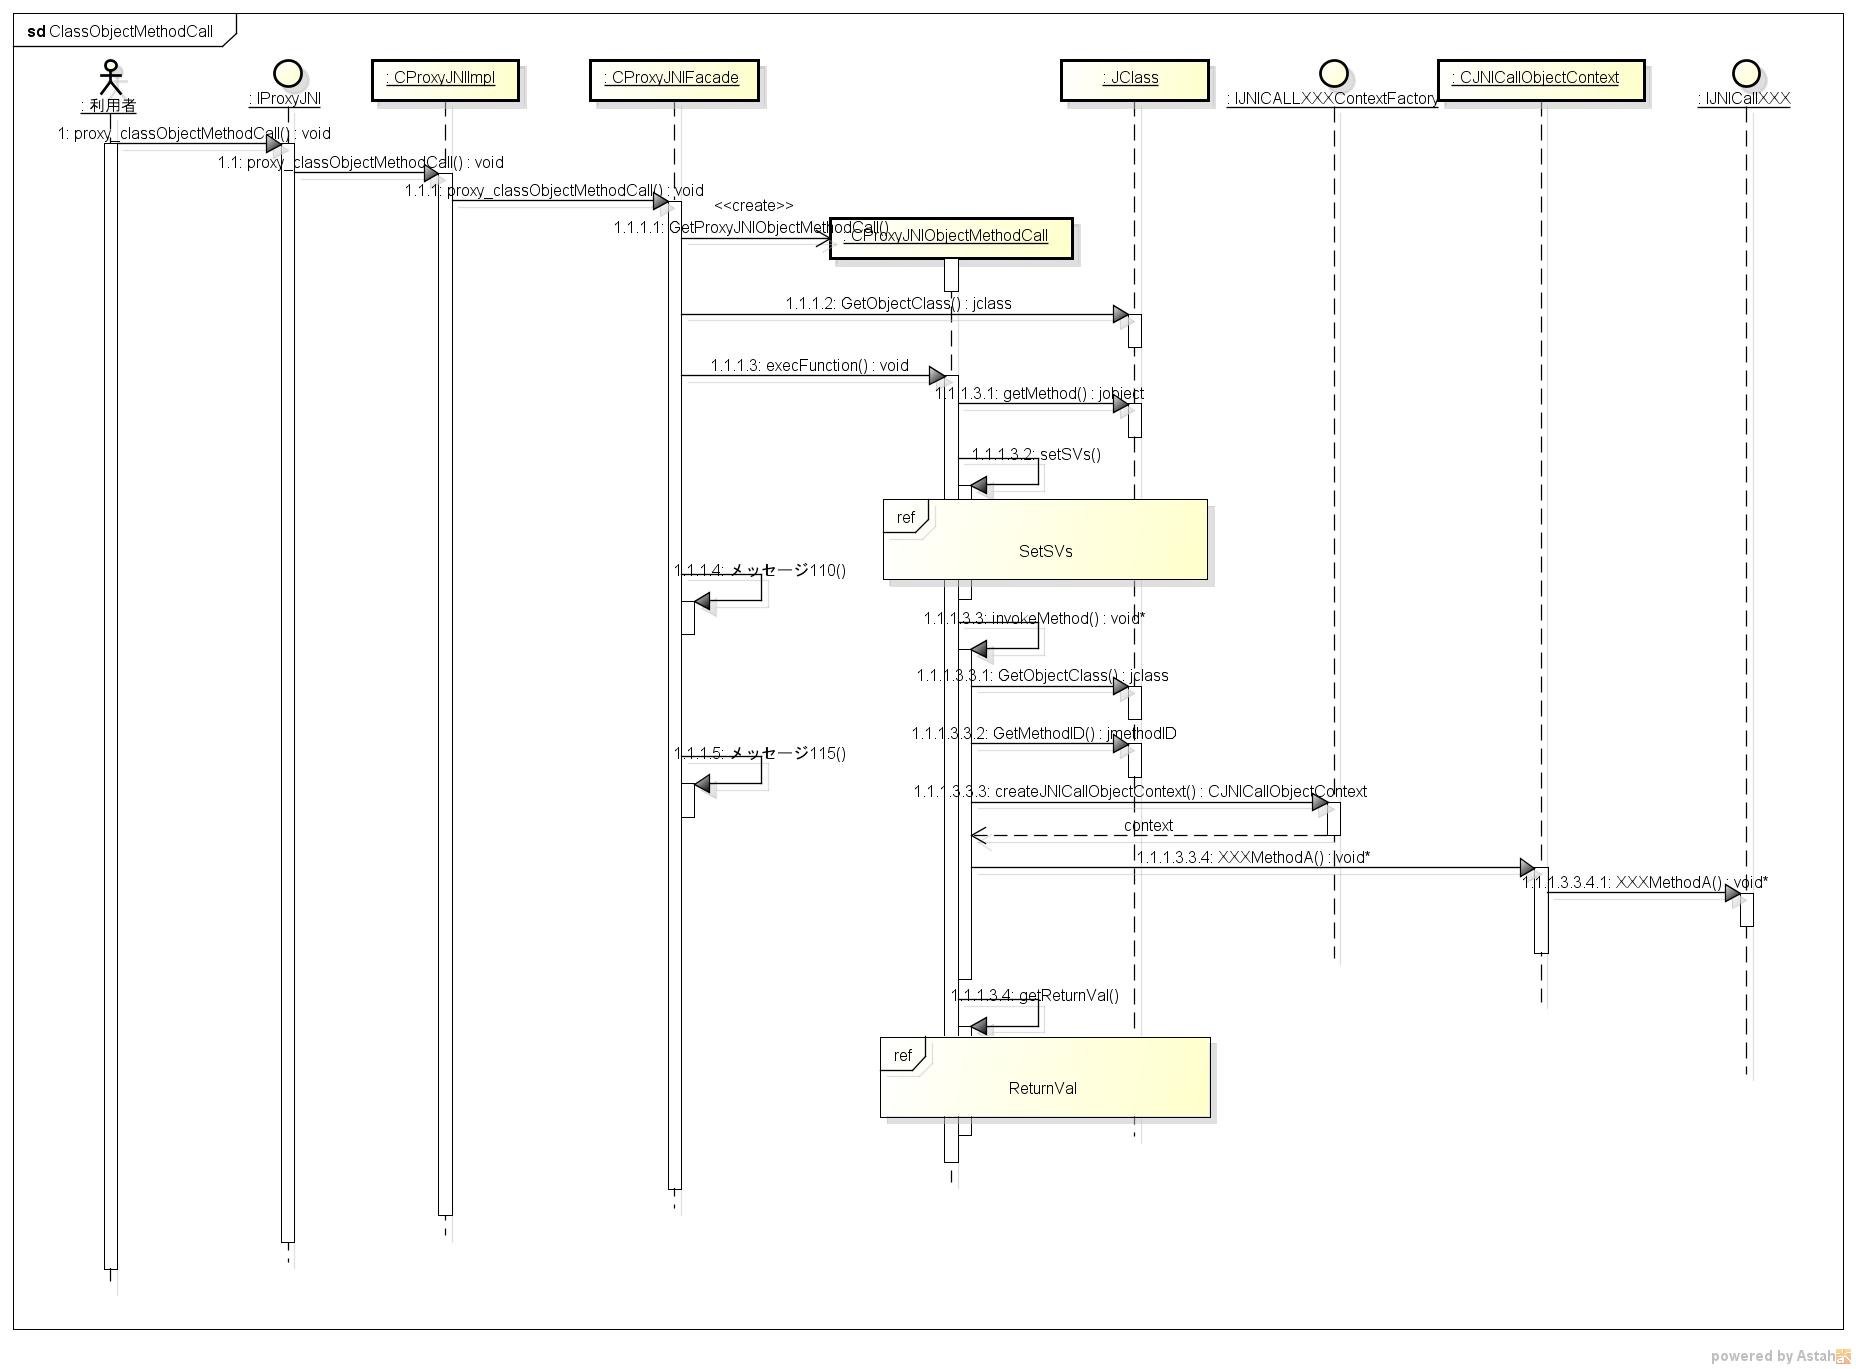 sd ClassObjectMethodCall
: 利用者
: IProxyJNI
: CProxyJNIImpl
: CProxyJNIFacade
: JClass
: IJNICALLXXXContextFactory
: CJNICallObjectContext
: IJNICallXXX
1: proxy_classObjectMethodCall() : void
1.1: proxy_classObjectMethodCall() : void
1.1.1: proxy_classObjectMethodCall() : void
<<create>>
1.1.1.1: GetProxyJNIObjectMethodCall()
: CProxyJNIObjectMethodCall
1.1.1.2: GetObjectClass() : jclass
1.1.1.3: execFunction() : void
1.1.1.3.1: getMethod() : jobject
1.1.1.3.2: setSVs()
ref
SetSVs
1.1.1.4: メッセージ110()
1.1.1.3.3: invokeMethod() : void*
1.1.1.3.3.1: GetObjectClass() : jclass
1.1.1.3.3.2: GetMethodID() : jmethodID
1.1.1.5: メッセージ115()
1.1.1.3.3.3: createJNICallObjectContext() : CJNICallObjectContext
context
1.1.1.3.3.4: XXXMethodA() : void*
1.1.1.3.3.4.1: XXXMethodA() : void*
1.1.1.3.4: getReturnVal()
ref
ReturnVal
powered by Astah